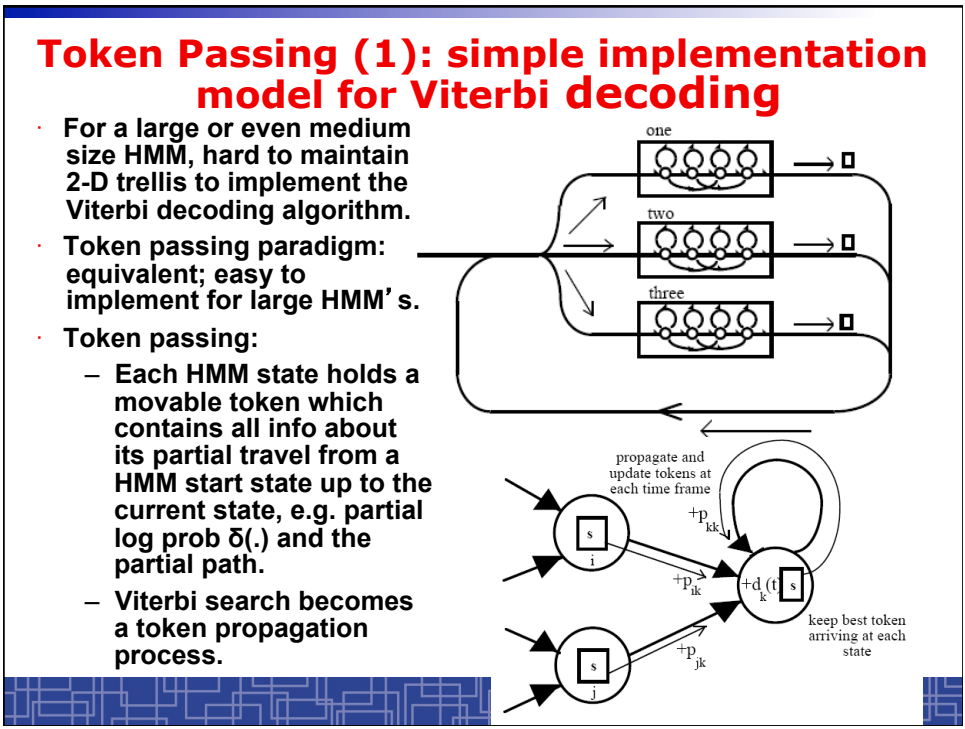 Token Passing (1): simple implementation
model for Viterbi decoding
· For a large or even medium
size HMM, hard to maintain
2-D trellis to implement the
Viterbi decoding algorithm.
· Token passing paradigm:
equivalent; easy to
implement for large HMM's.
· Token passing:
– Each HMM state holds a
movable token which
contains all info about
its partial travel from a
HMM start state up to the
current state, e.g. partial
log prob δ(.) and the
partial path.
– Viterbi search becomes
a token propagation
process.
one
two
three
propagate and
update tokens at
each time frame
+p_kk
s
i
+p_ik
+d_k(t) s
keep best token
arriving at each
state
s
j
+p_jk